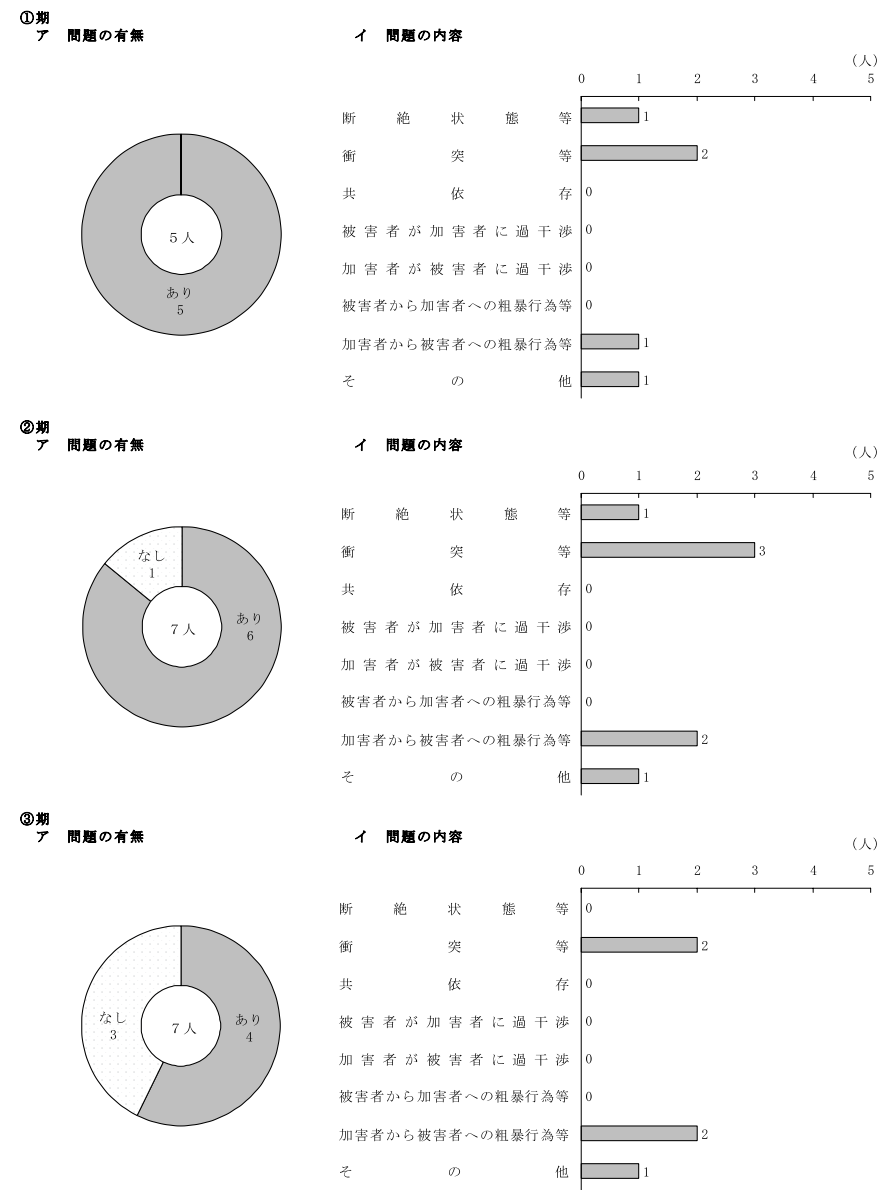 ①期
ア　問題の有無
イ　問題の内容
(人)
0 1 2 3 4 5
5人
あり
5
断絶状態等 1
衝突等 2
共依存 0
被害者が加害者に過干渉 0
加害者が被害者に過干渉 0
被害者から加害者への粗暴行為等 0
加害者から被害者への粗暴行為等 1
その他 1
②期
ア　問題の有無
イ　問題の内容
(人)
0 1 2 3 4 5
なし
1
7人
あり
6
断絶状態等 1
衝突等 3
共依存 0
被害者が加害者に過干渉 0
加害者が被害者に過干渉 0
被害者から加害者への粗暴行為等 0
加害者から被害者への粗暴行為等 2
その他 1
③期
ア　問題の有無
イ　問題の内容
(人)
0 1 2 3 4 5
なし
3
7人
あり
4
断絶状態等 0
衝突等 2
共依存 0
被害者が加害者に過干渉 0
加害者が被害者に過干渉 0
被害者から加害者への粗暴行為等 0
加害者から被害者への粗暴行為等 2
その他 1